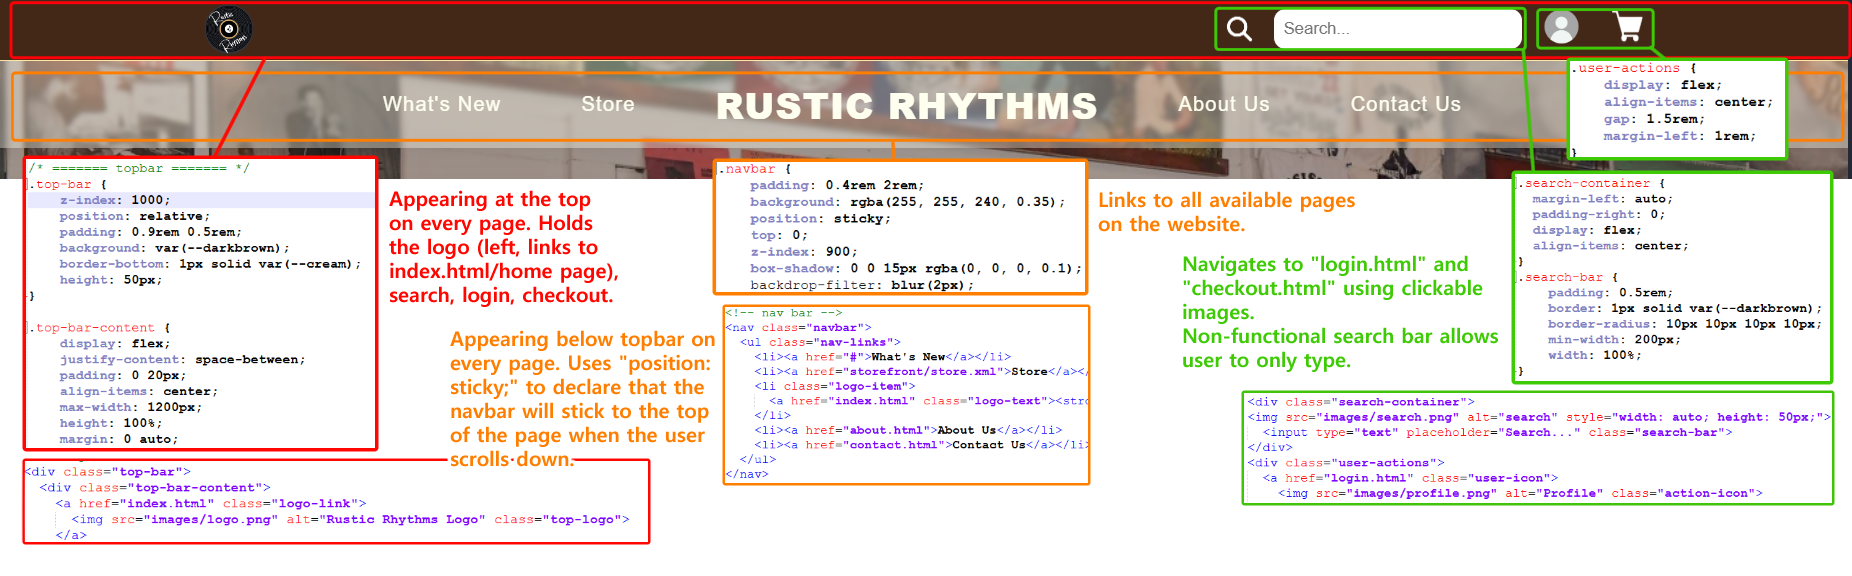 Rustic
Rhythms
Search...
What's New
Store
RUSTIC RHYTHMS
About Us
Contact Us
.user-actions {
display: flex;
align-items: center;
gap: 1.5rem;
margin-left: 1rem;
}
/* ======= topbar ======= */
.top-bar {
z-index: 1000;
position: relative;
padding: 0.9rem 0.5rem;
background: var(--darkbrown);
border-bottom: 1px solid var(--cream);
height: 50px;
}
.top-bar-content {
display: flex;
justify-content: space-between;
padding: 0 20px;
align-items: center;
max-width: 1200px;
height: 100%;
margin: 0 auto;
Appearing at the top
on every page. Holds
the logo (left, links to
index.html/home page),
search, login, checkout.
<div class="top-bar">
<div class="top-bar-content">
<a href="index.html" class="logo-link">
<img src="images/logo.png" alt="Rustic Rhythms Logo" class="top-logo">
</a>
.navbar {
padding: 0.4rem 2rem;
background: rgba(255, 255, 240, 0.35);
position: sticky;
top: 0;
z-index: 900;
box-shadow: 0 0 15px rgba(0, 0, 0, 0.1);
backdrop-filter: blur(2px);
Links to all available pages
on the website.
Appearing below topbar on
every page. Uses "position:
sticky;" to declare that the
navbar will stick to the top
of the page when the user
scrolls down.
<!-- nav bar -->
<nav class="navbar">
<ul class="nav-links">
<li><a href="#">What's New</a></li>
<li><a href="storefront/store.xml">Store</a></
<li class="logo-item">
<a href="index.html" class="logo-text"><stro
</li>
<li><a href="about.html">About Us</a></li>
<li><a href="contact.html">Contact Us</a></li>
</ul>
</nav>
.search-container {
margin-left: auto;
padding-right: 0;
display: flex;
align-items: center;
}
.search-bar {
padding: 0.5rem;
border: 1px solid var(--darkbrown);
border-radius: 10px 10px 10px 10px;
min-width: 200px;
width: 100%;
}
Navigates to "login.html" and
"checkout.html" using clickable
images.
Non-functional search bar allows
user to only type.
<div class="search-container">
<img src="images/search.png" alt="search" style="width: auto; height: 50px;">
<input type="text" placeholder="Search..." class="search-bar">
</div>
<div class="user-actions">
<a href="login.html" class="user-icon">
<img src="images/profile.png" alt="Profile" class="action-icon">